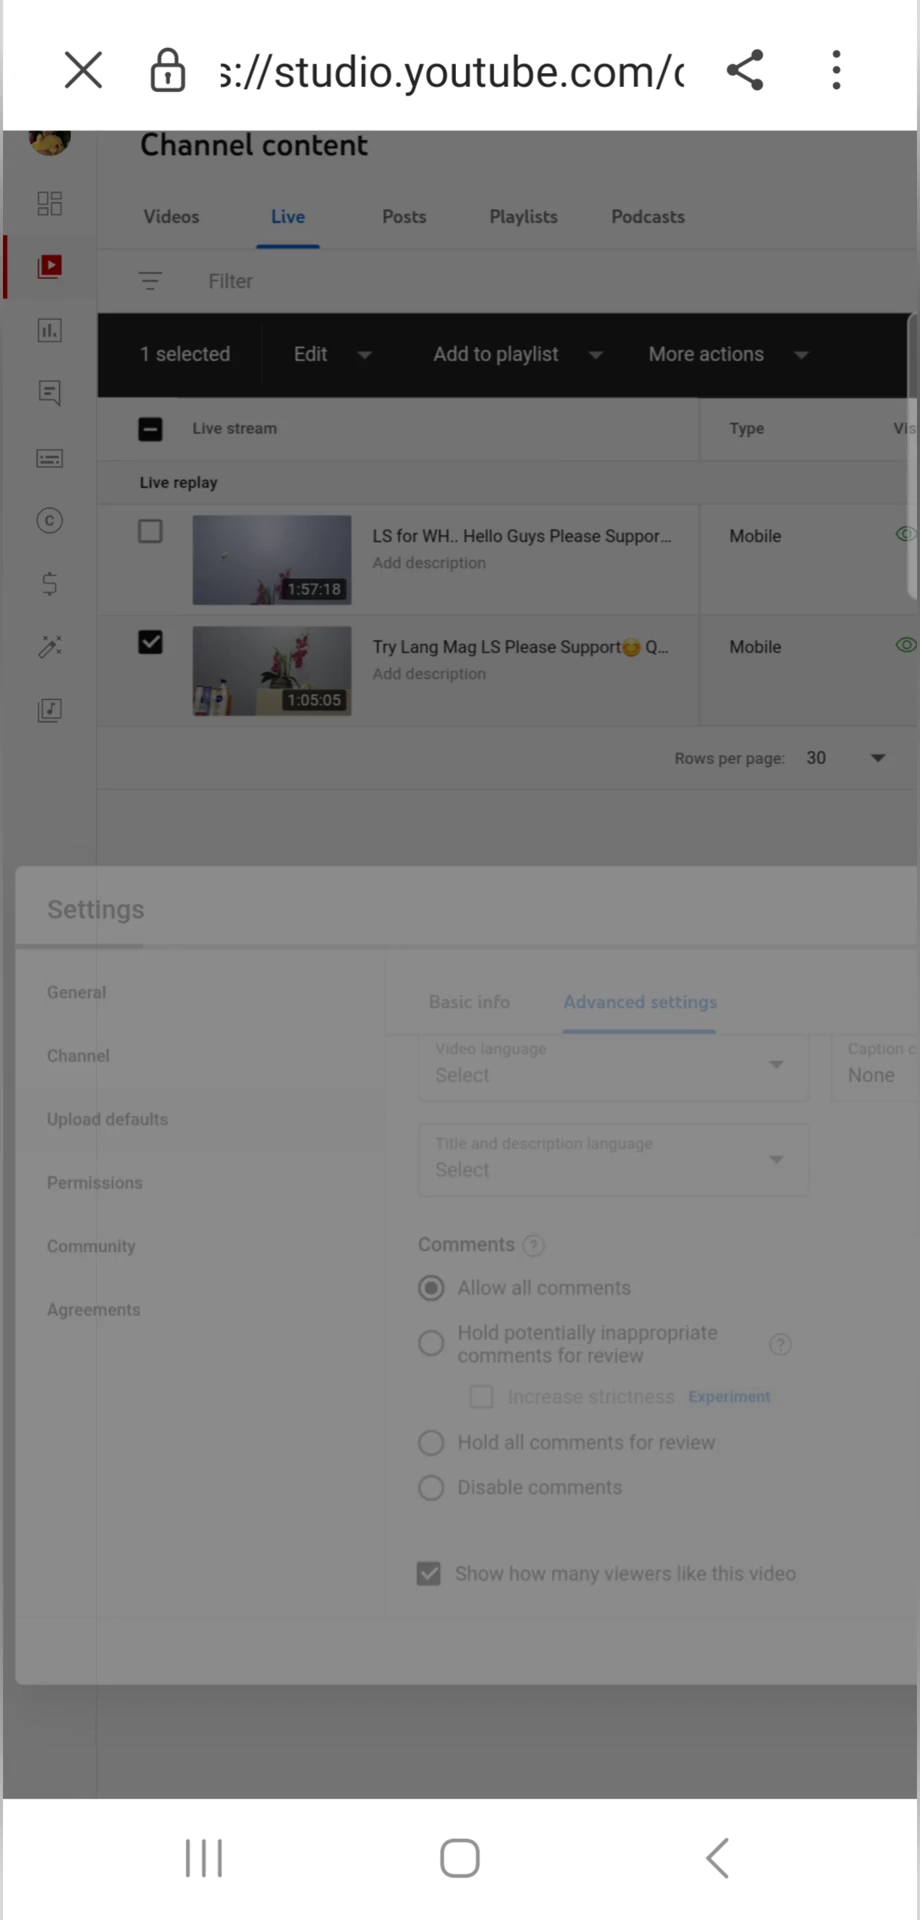 s://studio.youtube.com/c
Channel content
Videos Live Posts Playlists Podcasts
Filter
1 selected Edit Add to playlist More actions
Live stream Type Vis
Live replay
LS for WH.. Hello Guys Please Suppor... Mobile
Add description
1:57:18
Try Lang Mag LS Please Support😊 Q... Mobile
Add description
1:05:05
Rows per page: 30
Settings
General
Channel
Upload defaults
Permissions
Community
Agreements
Basic info Advanced settings
Video language Caption c
Select None
Title and description language
Select
Comments ?
Allow all comments
Hold potentially inappropriate
comments for review ?
Increase strictness Experiment
Hold all comments for review
Disable comments
Show how many viewers like this video